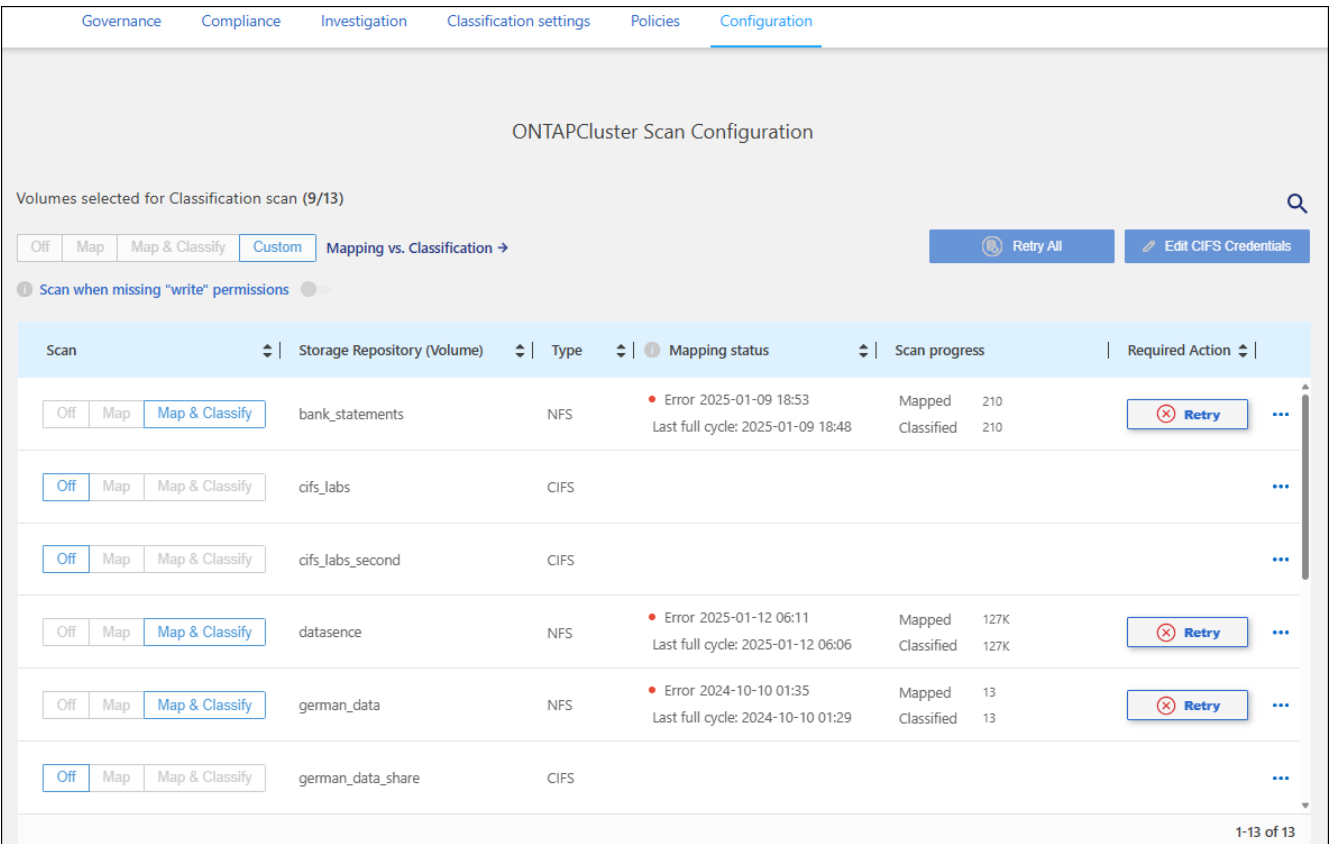 Governance Compliance Investigation Classification settings Policies Configuration
ONTAPCluster Scan Configuration
Volumes selected for Classification scan (9/13)
Off Map Map & Classify Custom Mapping vs. Classification → Retry All Edit CIFS Credentials
Scan when missing "write" permissions
Scan Storage Repository (Volume) Type Mapping status Scan progress Required Action
Off Map Map & Classify bank_statements NFS Error 2025-01-09 18:53 Mapped 210 Retry
Last full cycle: 2025-01-09 18:48 Classified 210
Off Map Map & Classify cifs_labs CIFS
Off Map Map & Classify cifs_labs_second CIFS
Off Map Map & Classify datasence NFS Error 2025-01-12 06:11 Mapped 127K Retry
Last full cycle: 2025-01-12 06:06 Classified 127K
Off Map Map & Classify german_data NFS Error 2024-10-10 01:35 Mapped 13 Retry
Last full cycle: 2024-10-10 01:29 Classified 13
Off Map Map & Classify german_data_share CIFS
1-13 of 13